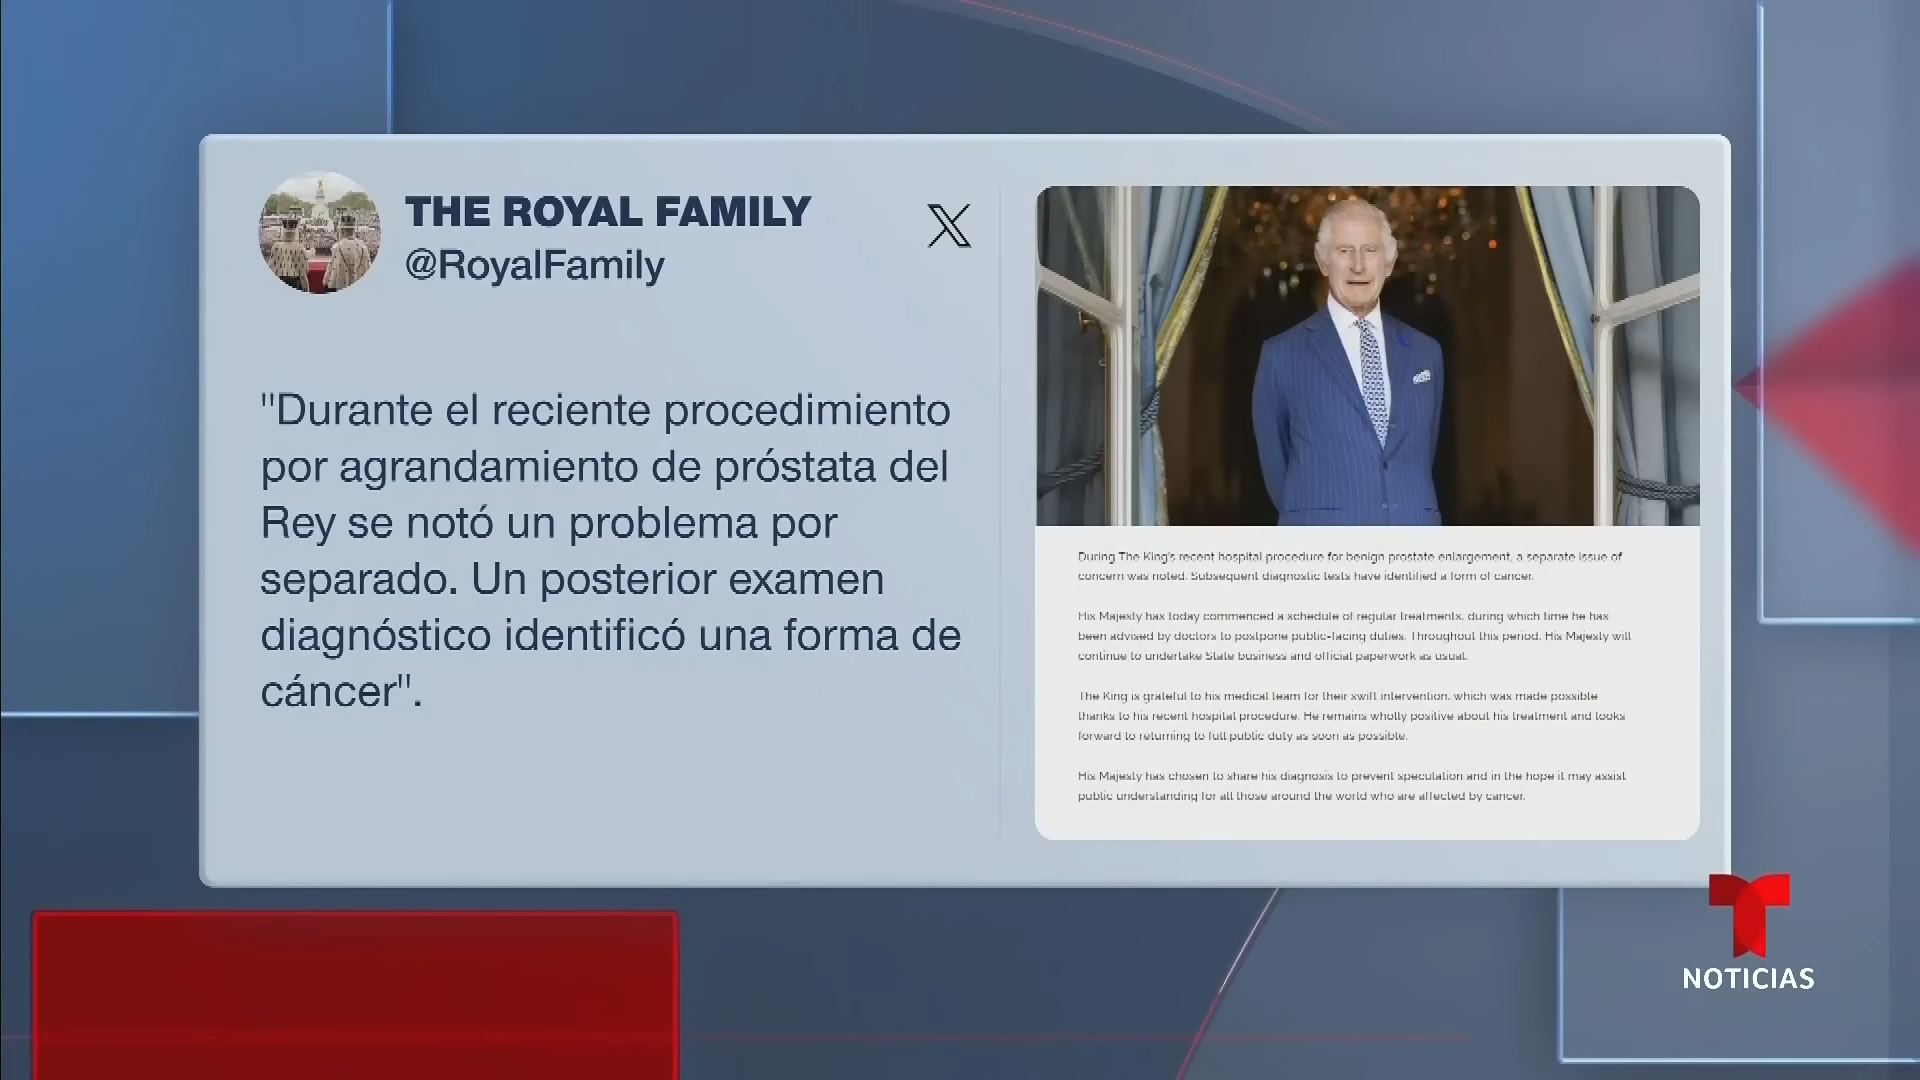 THE ROYAL FAMILY
@RoyalFamily
"Durante el reciente procedimiento
por agrandamiento de próstata del
Rey se notó un problema por
separado. Un posterior examen
diagnóstico identificó una forma de
cáncer".
During The King's recent hospital procedure for benign prostate enlargement, a separate issue of
concern was noted. Subsequent diagnostic tests have identified a form of cancer.
His Majesty has today commenced a schedule of regular treatments, during which time he has
been advised by doctors to postpone public-facing duties. Throughout this period, His Majesty will
continue to undertake State business and official paperwork as usual.
The King is grateful to his medical team for their swift intervention, which was made possible
thanks to his recent hospital procedure. He remains wholly positive about his treatment and looks
forward to returning to full public duty as soon as possible.
His Majesty has chosen to share his diagnosis to prevent speculation and in the hope it may assist
public understanding for all those around the world who are affected by cancer.
NOTICIAS